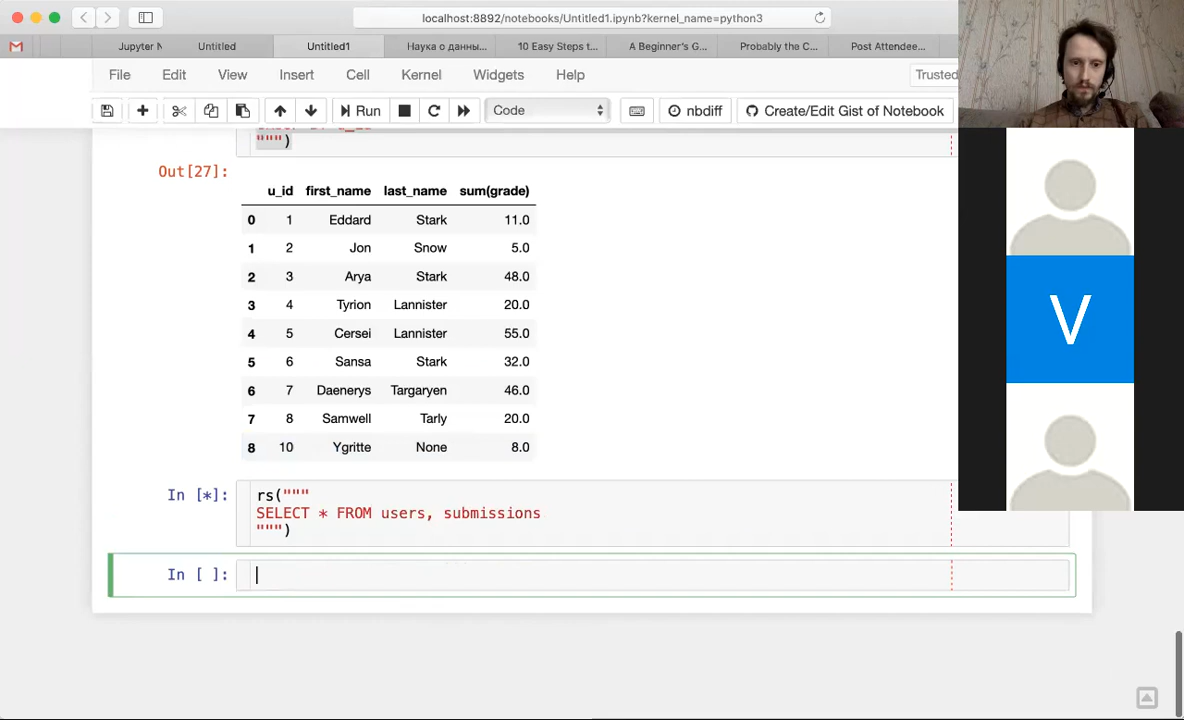 localhost:8892/notebooks/Untitled1.ipynb?kernel_name=python3
Jupyter N Untitled Untitled1 Наука о данны... 10 Easy Steps t... A Beginner's G... Probably the C... Post Attendee...
File Edit View Insert Cell Kernel Widgets Help Trusted
Run Code nbdiff Create/Edit Gist of Notebook
""")
Out[27]:
u_id first_name last_name sum(grade)
0 1 Eddard Stark 11.0
1 2 Jon Snow 5.0
2 3 Arya Stark 48.0
3 4 Tyrion Lannister 20.0
4 5 Cersei Lannister 55.0
5 6 Sansa Stark 32.0
6 7 Daenerys Targaryen 46.0
7 8 Samwell Tarly 20.0
8 10 Ygritte None 8.0
In [*]: rs("""
SELECT * FROM users, submissions
""")
In [ ]:
V